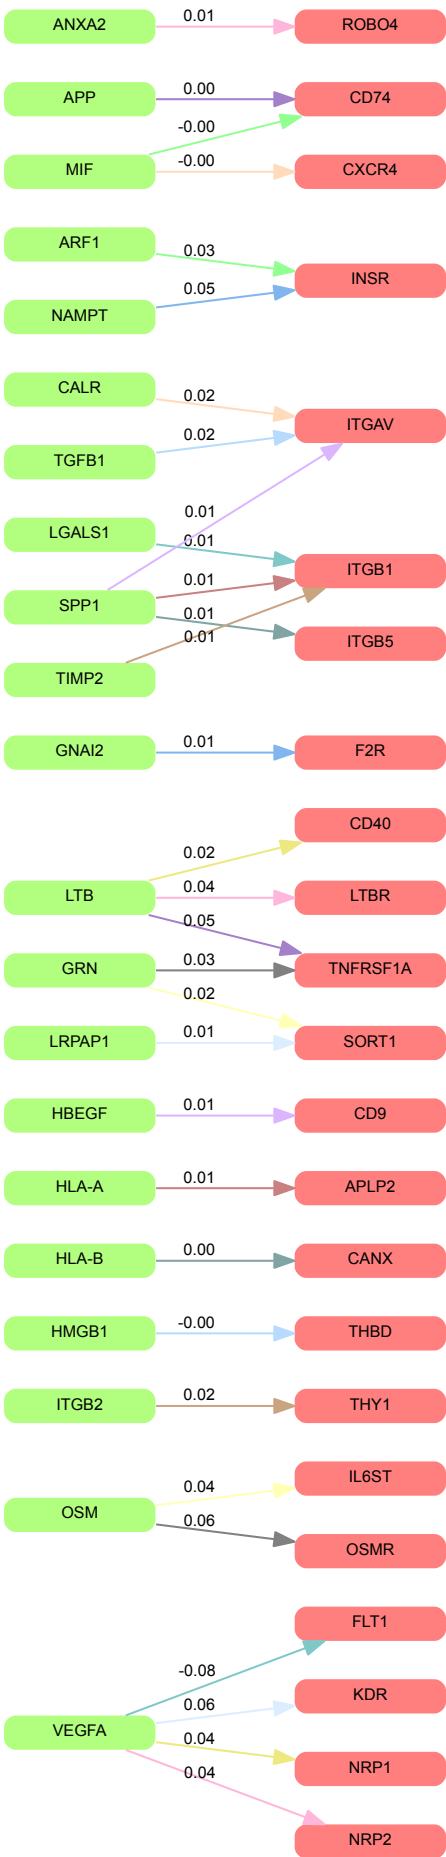 ANXA2 0.01 ROBO4
APP 0.00 CD74
-0.00
MIF -0.00 CXCR4
ARF1
0.03
INSR
0.05
NAMPT
CALR
0.02
ITGAV
0.02
TGFB1
0.01
LGALS1
0.01
ITGB1
0.01
SPP1
0.01
0.01
ITGB5
TIMP2
GNAI2 0.01 F2R
CD40
0.02
LTB 0.04 LTBR
0.05
GRN 0.03 TNFRSF1A
0.02
LRPAP1 0.01 SORT1
HBEGF 0.01 CD9
HLA-A 0.01 APLP2
HLA-B 0.00 CANX
HMGB1 -0.00 THBD
ITGB2 0.02 THY1
IL6ST
0.04
OSM
0.06
OSMR
FLT1
-0.08
KDR
0.06
VEGFA
0.04
NRP1
0.04
NRP2